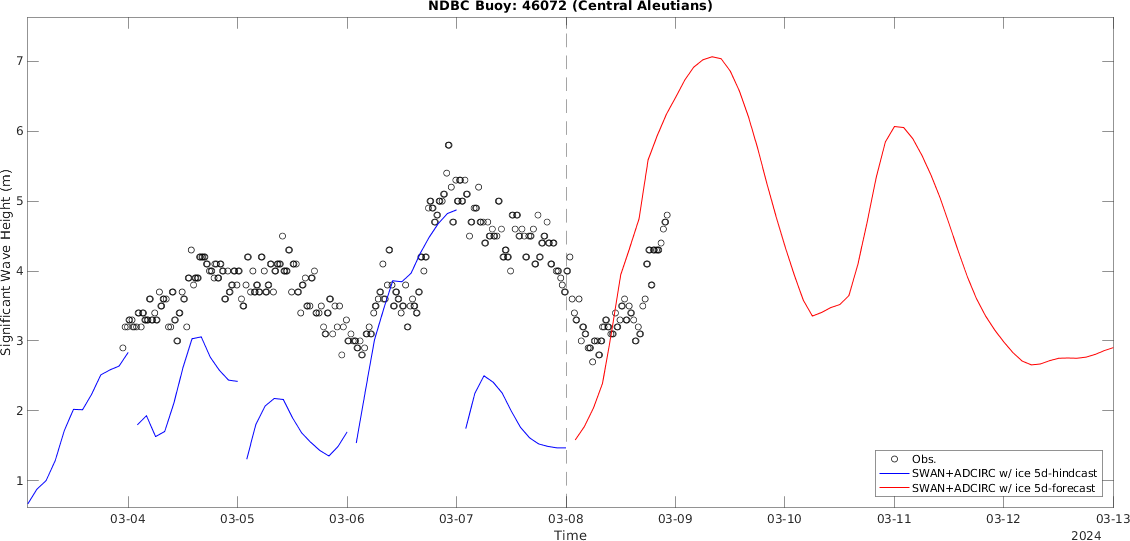 NDBC Buoy: 46072 (Central Aleutians)
Significant Wave Height (m)
7
6
5
4
3
2
1
Obs.
SWAN+ADCIRC w/ ice 5d-hindcast
SWAN+ADCIRC w/ ice 5d-forecast
03-04 03-05 03-06 03-07 03-08 03-09 03-10 03-11 03-12 03-13
Time
2024